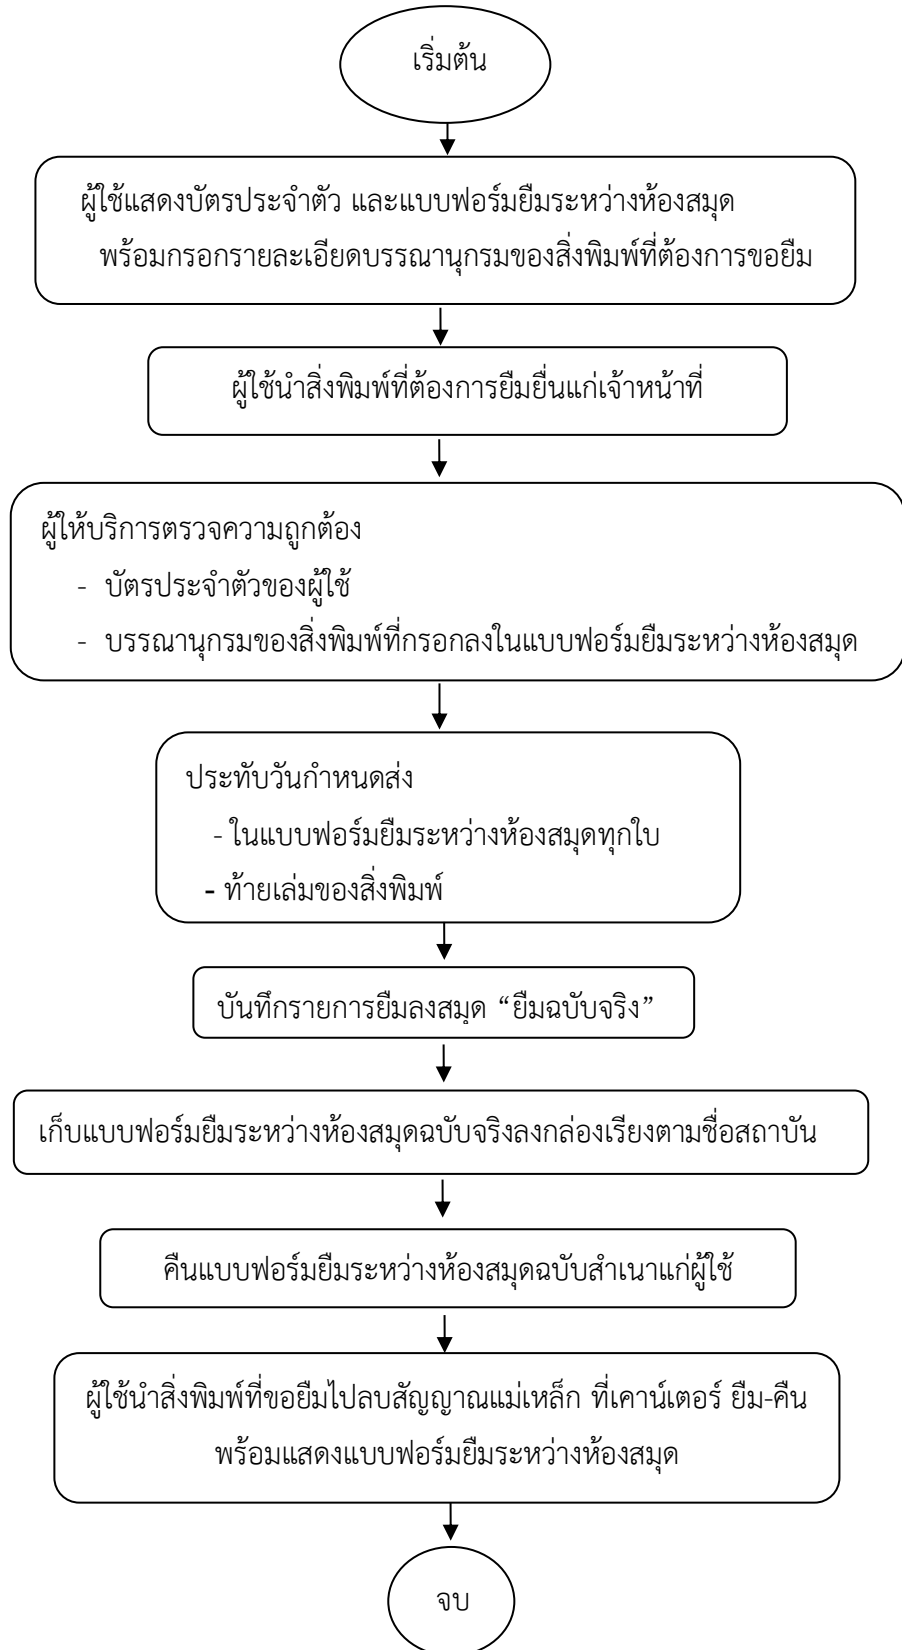 เริ่มต้น
ผู้ใช้แสดงบัตรประจำตัว และแบบฟอร์มยืมระหว่างห้องสมุด
พร้อมกรอกรายละเอียดบรรณานุกรมของสิ่งพิมพ์ที่ต้องการขอยืม
ผู้ใช้นำสิ่งพิมพ์ที่ต้องการยืมยื่นแก่เจ้าหน้าที่
ผู้ให้บริการตรวจความถูกต้อง
- บัตรประจำตัวของผู้ใช้
- บรรณานุกรมของสิ่งพิมพ์ที่กรอกลงในแบบฟอร์มยืมระหว่างห้องสมุด
ประทับวันกำหนดส่ง
- ในแบบฟอร์มยืมระหว่างห้องสมุดทุกใบ
- ท้ายเล่มของสิ่งพิมพ์
บันทึกรายการยืมลงสมุด “ยืมฉบับจริง”
เก็บแบบฟอร์มยืมระหว่างห้องสมุดฉบับจริงลงกล่องเรียงตามชื่อสถาบัน
คืนแบบฟอร์มยืมระหว่างห้องสมุดฉบับสำเนาแก่ผู้ใช้
ผู้ใช้นำสิ่งพิมพ์ที่ขอยืมไปลบสัญญาณแม่เหล็ก ที่เคาน์เตอร์ ยืม-คืน
พร้อมแสดงแบบฟอร์มยืมระหว่างห้องสมุด
จบ